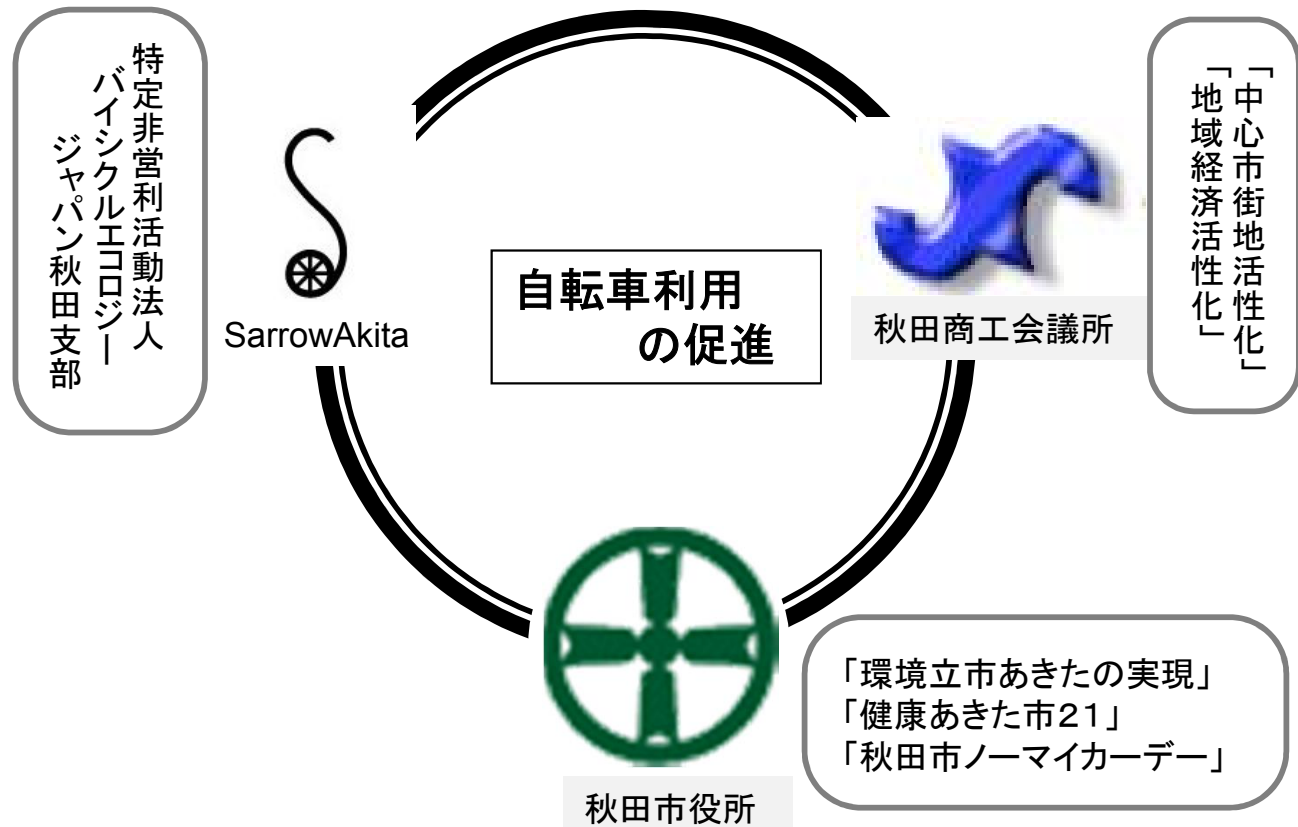 特定非営利活動法人
バイシクルエコロジー
ジャパン秋田支部
SarrowAkita
自転車利用
の促進
秋田商工会議所
「中心市街地活性化」
「地域経済活性化」
「環境立市あきたの実現」
「健康あきた市21」
「秋田市ノーマイカーデー」
秋田市役所